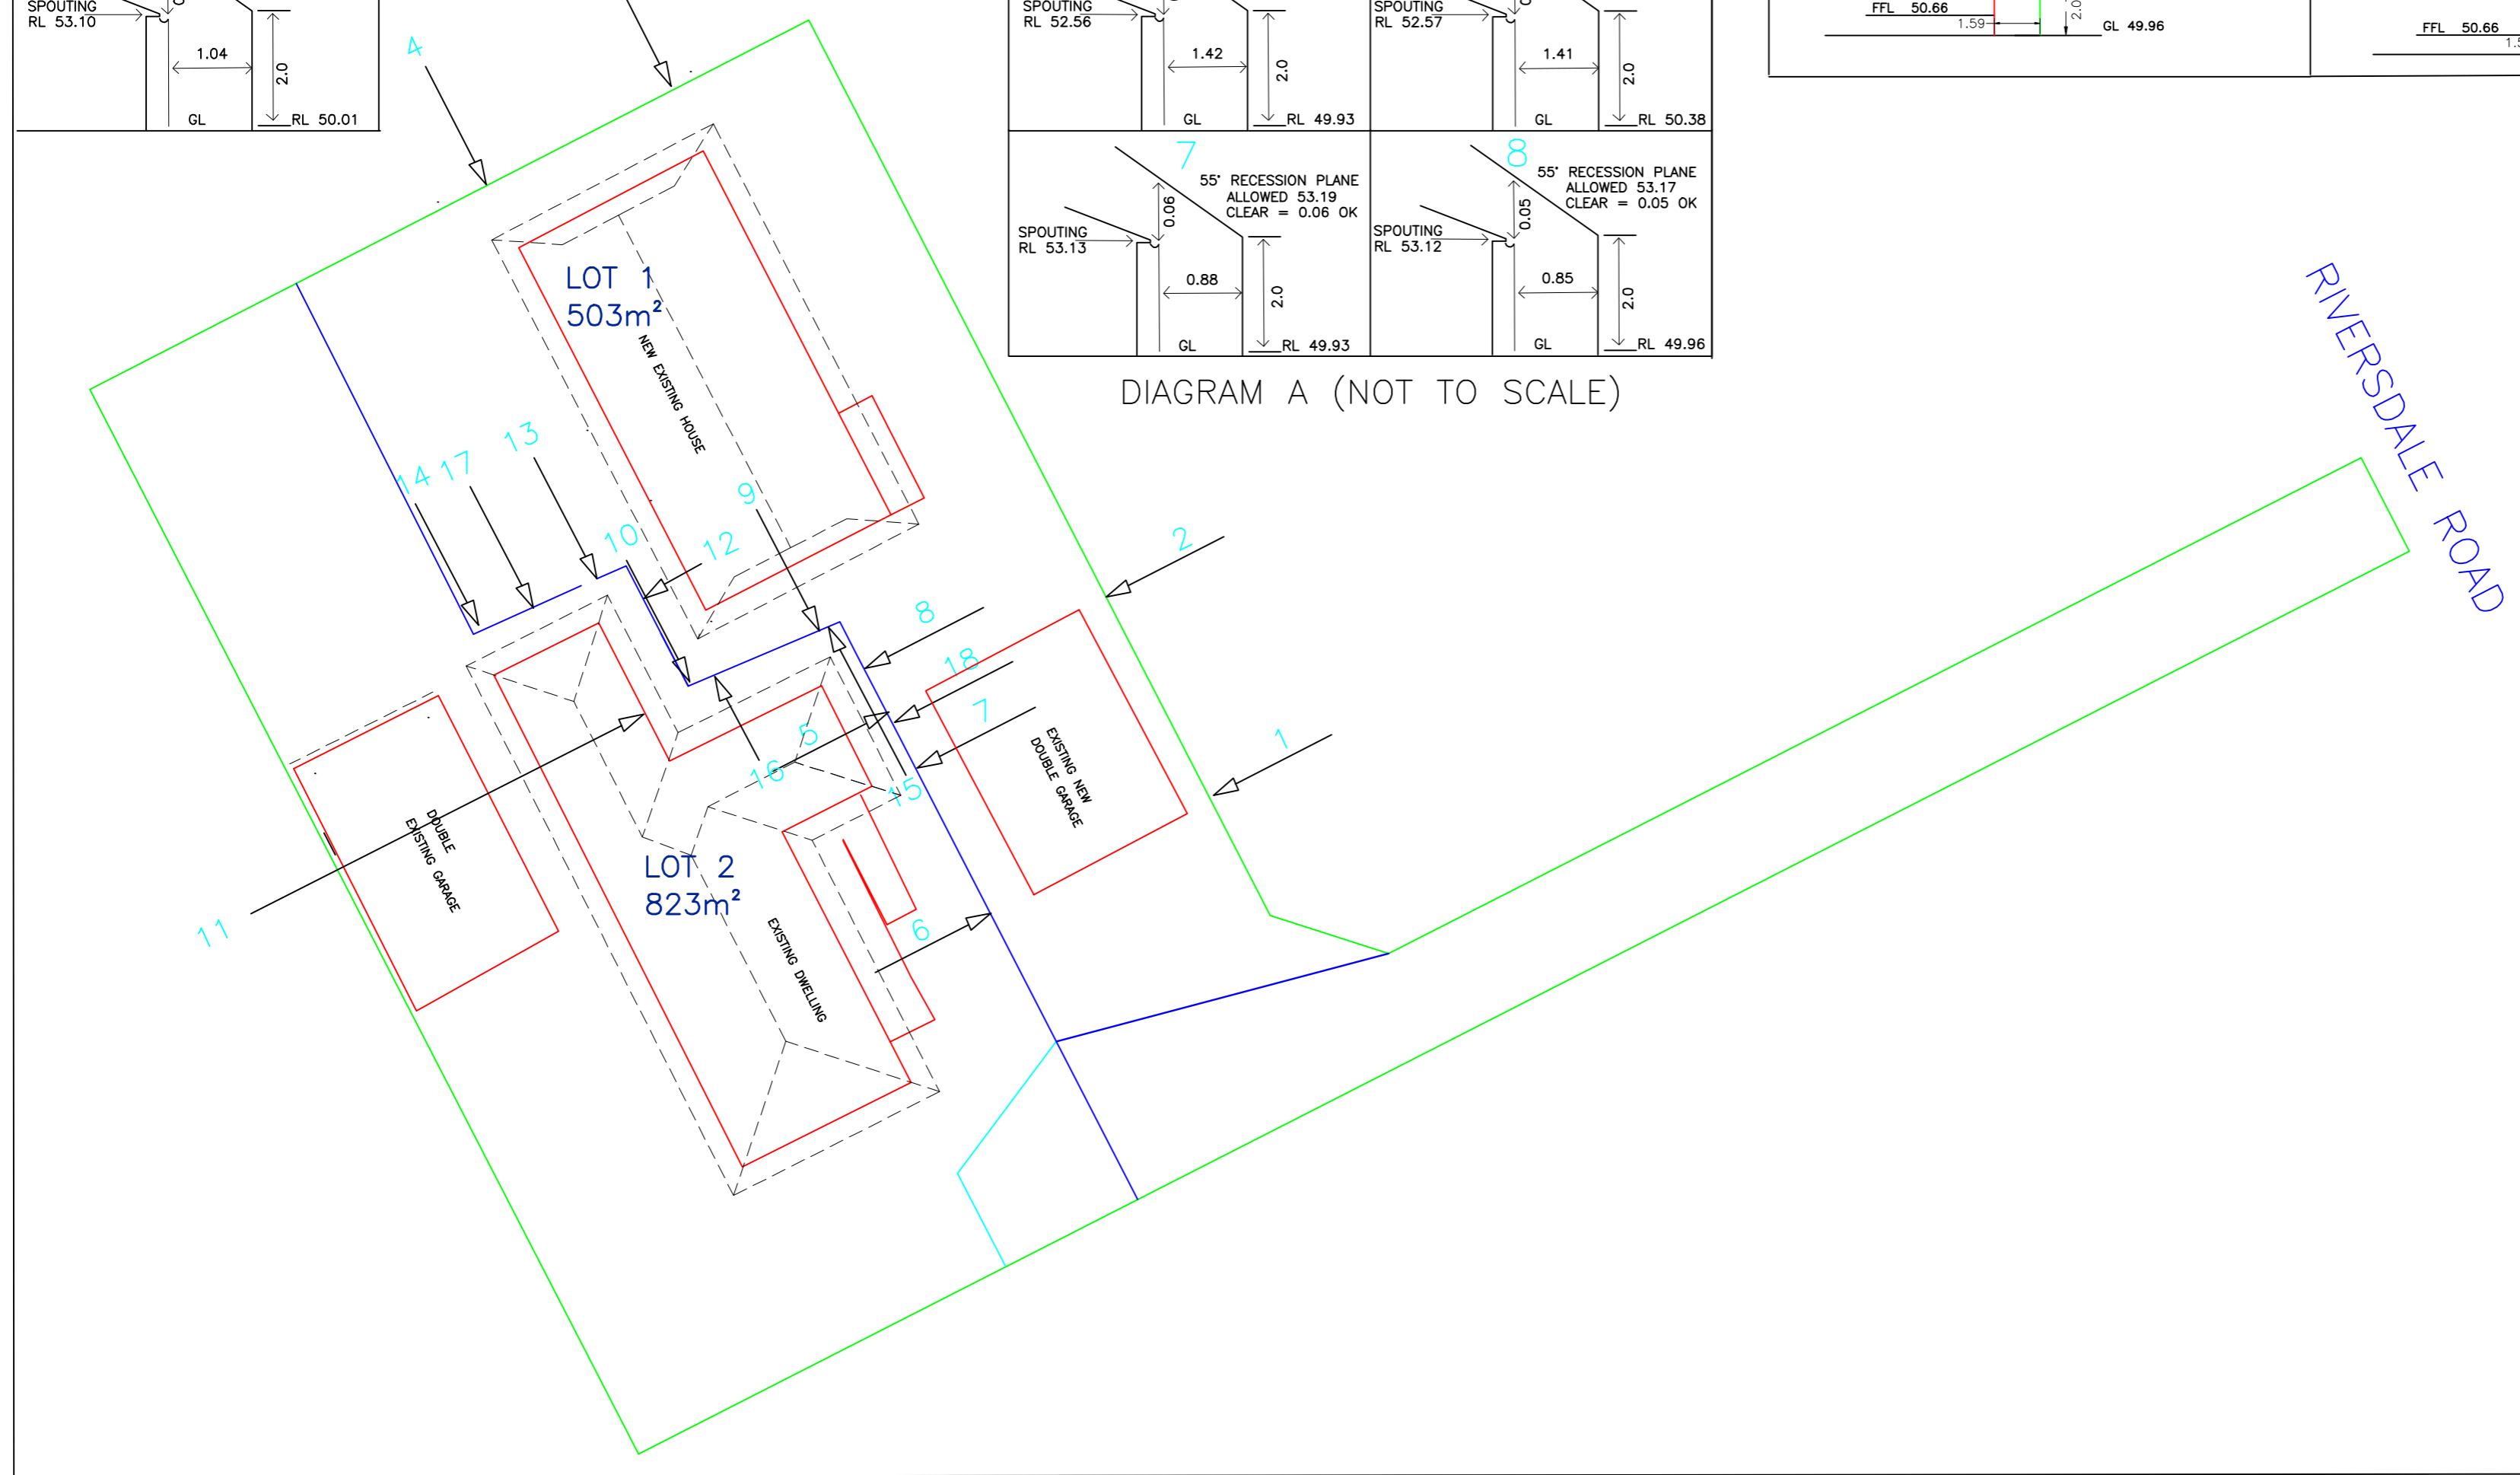 SPOUTING
RL 53.10
1.04
2.0
GL
RL 50.01
4
SPOUTING
RL 52.56
1.42
2.0
GL
RL 49.93
SPOUTING
RL 52.57
1.41
2.0
GL
RL 50.38
FFL 50.66
1.59
2.0
GL 49.96
FFL 50.66
7
55° RECESSION PLANE
ALLOWED 53.19
CLEAR = 0.06 OK
0.06
SPOUTING
RL 53.13
0.88
2.0
GL
RL 49.93
8
55° RECESSION PLANE
ALLOWED 53.17
CLEAR = 0.05 OK
0.05
SPOUTING
RL 53.12
0.85
2.0
GL
RL 49.96
DIAGRAM A (NOT TO SCALE)
RIVERSDALE ROAD
LOT 1
503m²
NEW EXISTING HOUSE
14
17
13
10
12
9
2
8
18
7
1
5
16
15
EXISTING NEW
DOUBLE GARAGE
DOUBLE
EXISTING GARAGE
LOT 2
823m²
EXISTING DWELLING
6
11